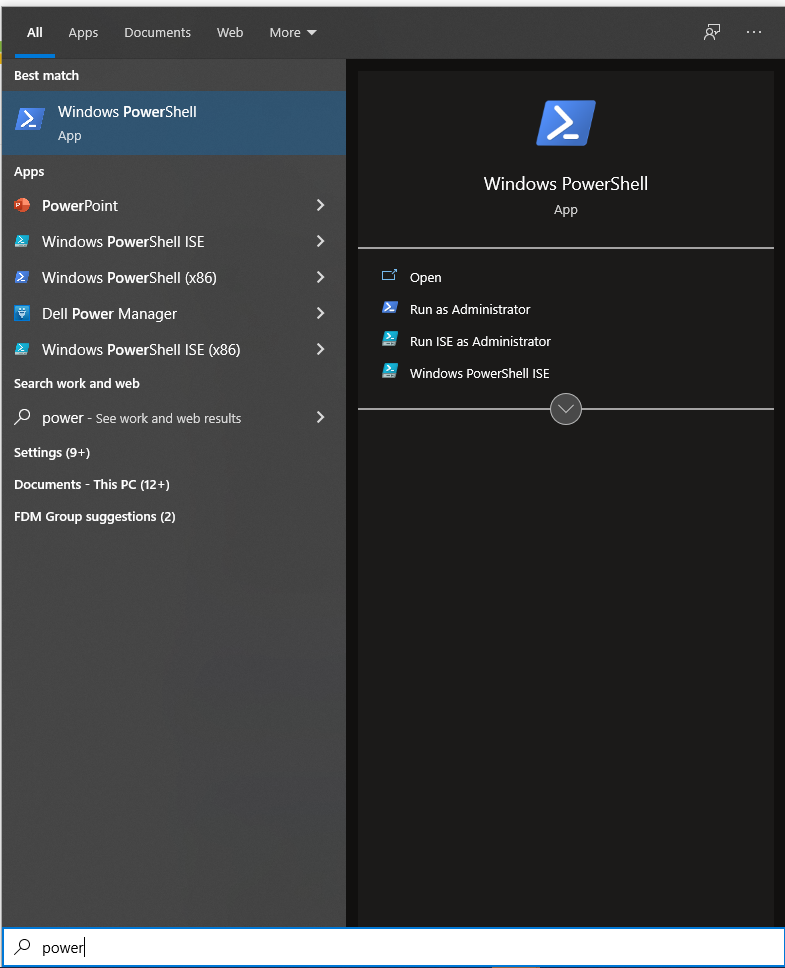 All Apps Documents Web More
Best match
Windows PowerShell
App
Apps
PowerPoint
Windows PowerShell ISE
Windows PowerShell (x86)
Dell Power Manager
Windows PowerShell ISE (x86)
Search work and web
power - See work and web results
Settings (9+)
Documents - This PC (12+)
FDM Group suggestions (2)
Windows PowerShell
App
Open
Run as Administrator
Run ISE as Administrator
Windows PowerShell ISE
power